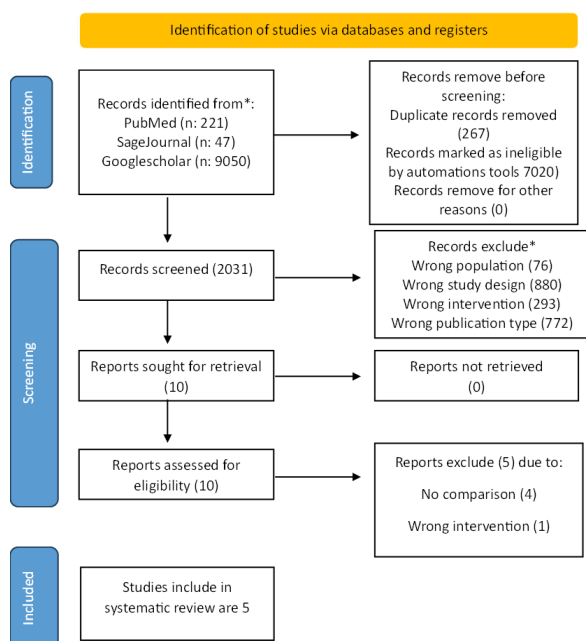 Identification of studies via databases and registers
Identification
Records identified from*:
PubMed (n: 221)
SageJournal (n: 47)
Googlescholar (n: 9050)
Records remove before
screening:
Duplicate records removed
(267)
Records marked as ineligible
by automations tools 7020)
Records remove for other
reasons (0)
Screening
Records screened (2031)
Records exclude*
Wrong population (76)
Wrong study design (880)
Wrong intervention (293)
Wrong publication type (772)
Reports sought for retrieval
(10)
Reports not retrieved
(0)
Reports assessed for
eligibility (10)
Reports exclude (5) due to:
No comparison (4)
Wrong intervention (1)
Included
Studies include in
systematic review are 5